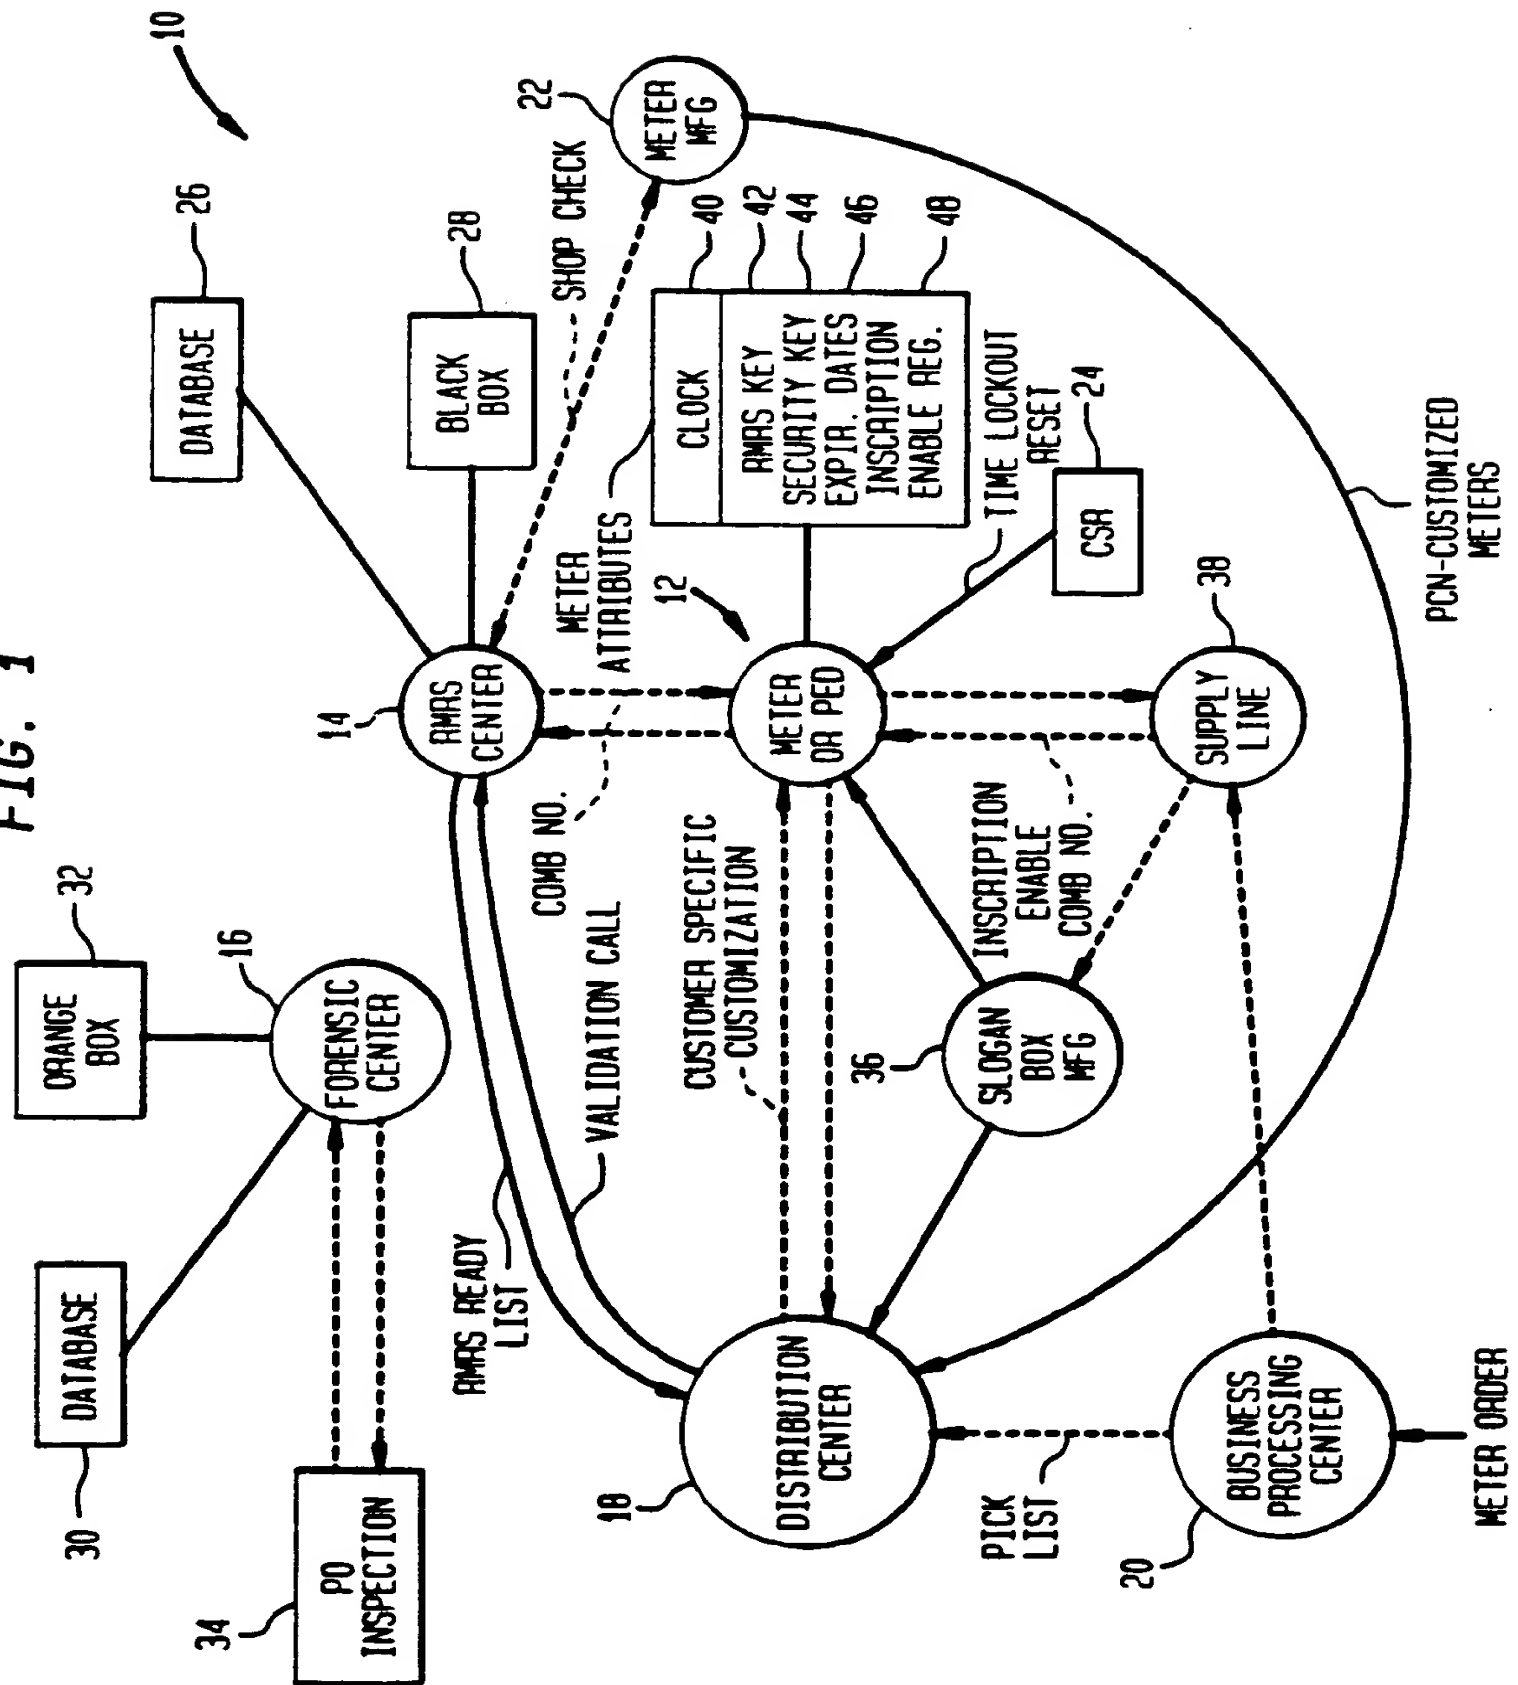 FIG. 1
10
DATABASE
26
BLACK
BOX
28
ORANGE
BOX
32
DATABASE
30
FORENSIC
CENTER
16
PO
INSPECTION
34
RMRS
CENTER
14
SHOP CHECK
METER
MFG
22
RMRS READY
LIST
VALIDATION CALL
COMB NO.
METER
ATTRIBUTES
CLOCK
40
RMRS KEY
42
SECURITY KEY
44
EXPIR. DATES
46
INSCRIPTION
ENABLE REG.
48
12
METER
OR PED
CUSTOMER SPECIFIC
CUSTOMIZATION
TIME LOCKOUT
RESET
CSR
24
DISTRIBUTION
CENTER
18
SLOGAN
BOX
MFG
36
INSCRIPTION
ENABLE
COMB NO.
SUPPLY
LINE
38
PICK
LIST
BUSINESS
PROCESSING
CENTER
20
METER ORDER
PCN-CUSTOMIZED
METERS